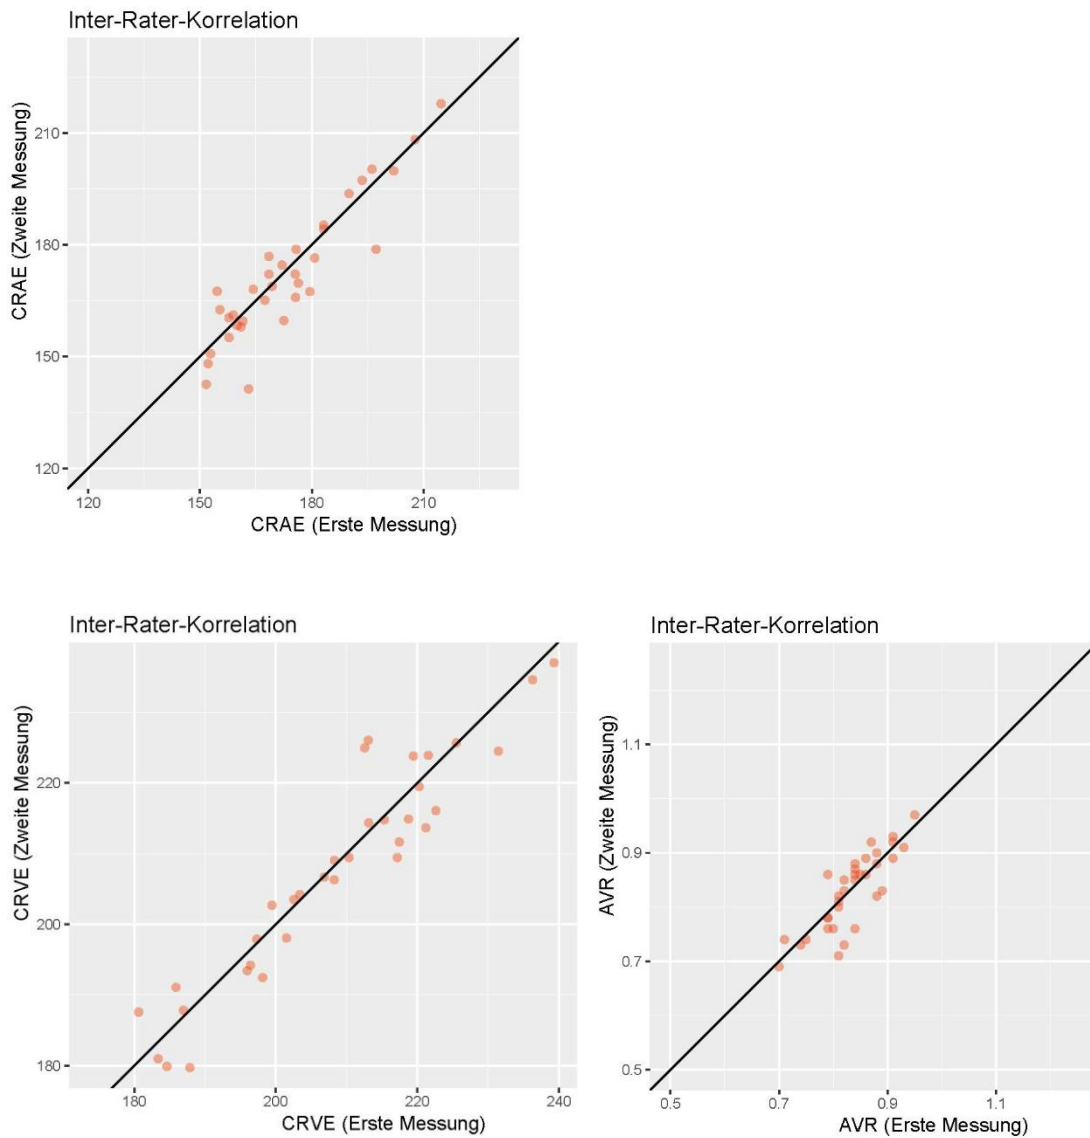 Inter-Rater-Korrelation
CRAE (Zweite Messung)
210
180
150
120
120 150 180 210
CRAE (Erste Messung)
Inter-Rater-Korrelation
CRVE (Zweite Messung)
220
200
180
180 200 220 240
CRVE (Erste Messung)
Inter-Rater-Korrelation
AVR (Zweite Messung)
1.1
0.9
0.7
0.5
0.5 0.7 0.9 1.1
AVR (Erste Messung)